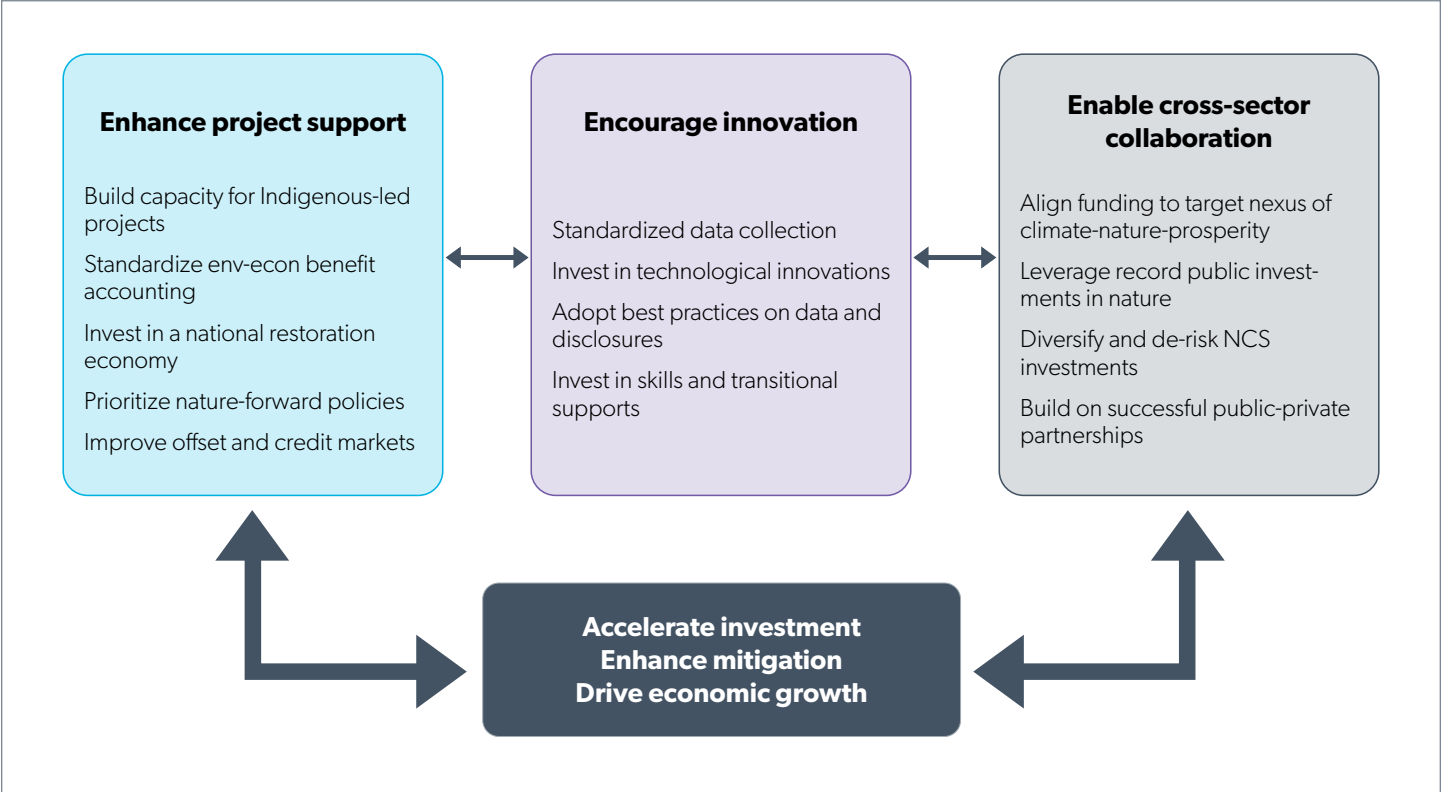 Enhance project support
Build capacity for Indigenous-led
projects
Standardize env-econ benefit
accounting
Invest in a national restoration
economy
Prioritize nature-forward policies
Improve offset and credit markets
Encourage innovation
Standardized data collection
Invest in technological innovations
Adopt best practices on data and
disclosures
Invest in skills and transitional
supports
Enable cross-sector
collaboration
Align funding to target nexus of
climate-nature-prosperity
Leverage record public invest-
ments in nature
Diversify and de-risk NCS
investments
Build on successful public-private
partnerships
Accelerate investment
Enhance mitigation
Drive economic growth